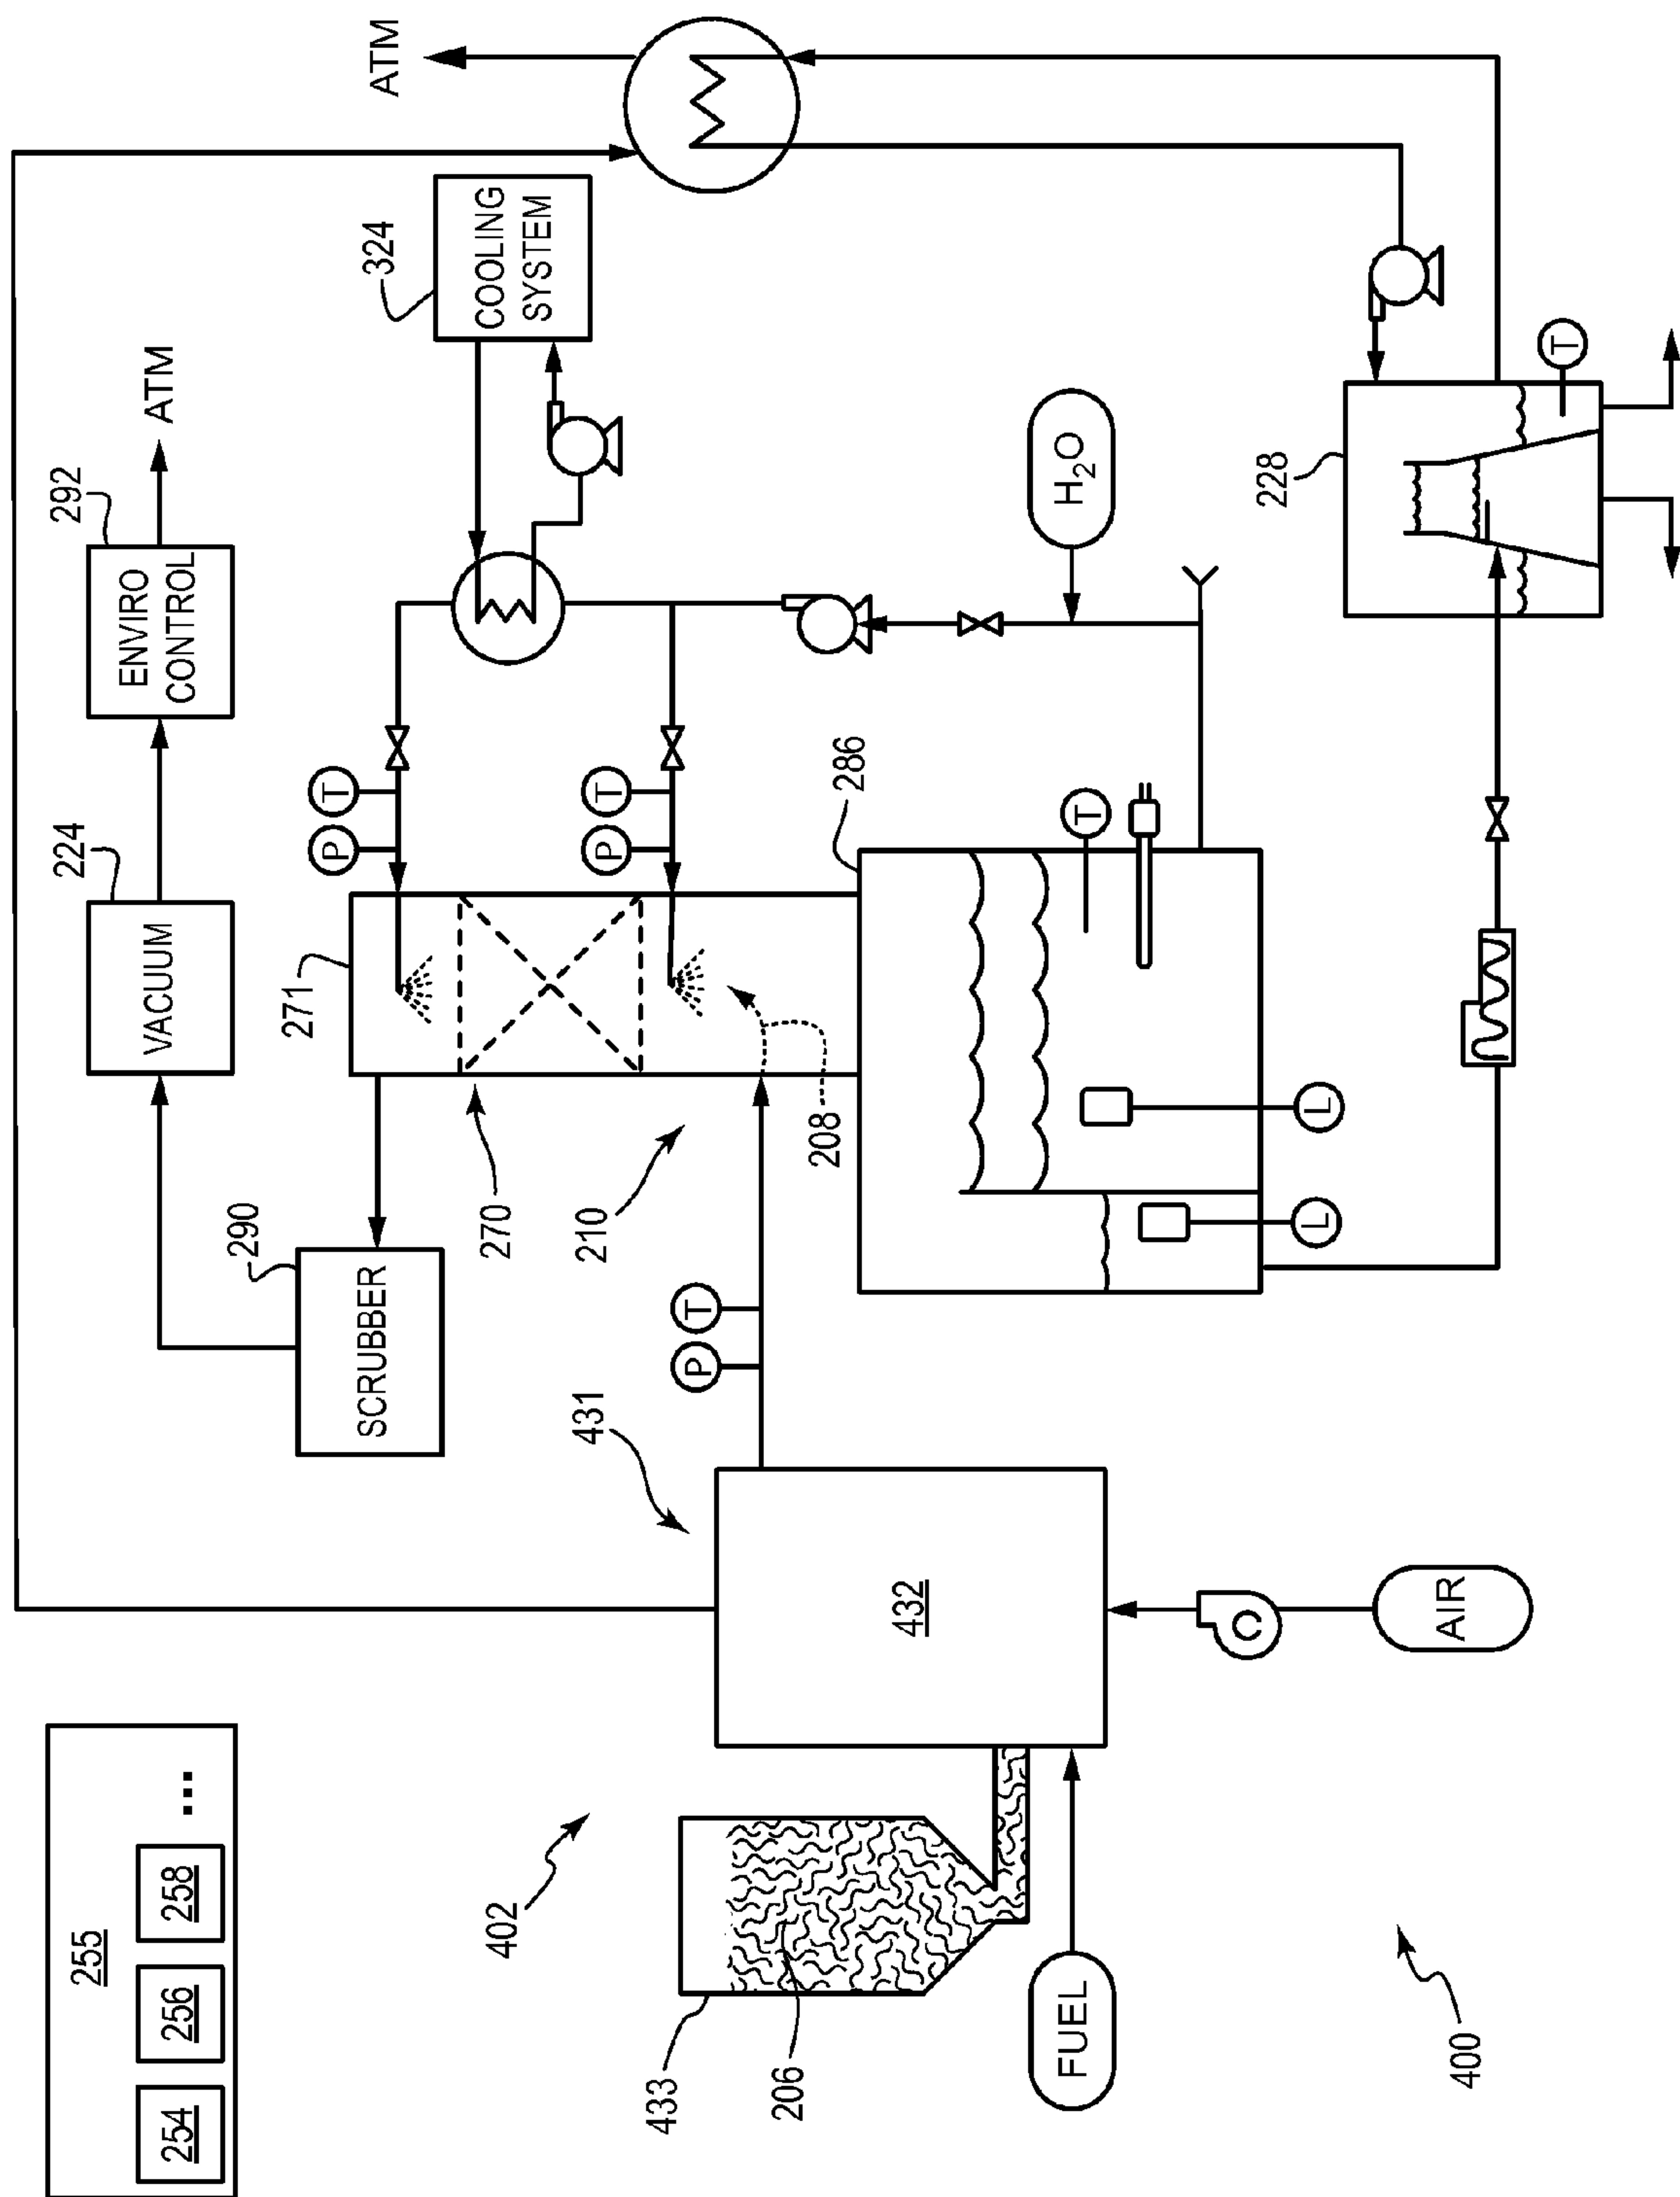 255
254
256
258
...
402
433
206
FUEL
400
431
432
AIR
SCRUBBER
290
VACUUM
224
ENVIRO
CONTROL
292
ATM
P
T
271
270
210
208
P
T
P
T
286
T
L
L
COOLING
SYSTEM
324
H₂O
ATM
228
T